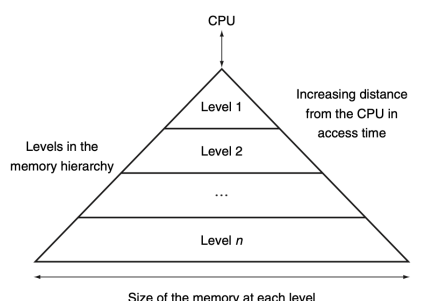 CPU
Level 1
Increasing distance
from the CPU in
access time
Levels in the
memory hierarchy
Level 2
…
Level n
Size of the memory at each level